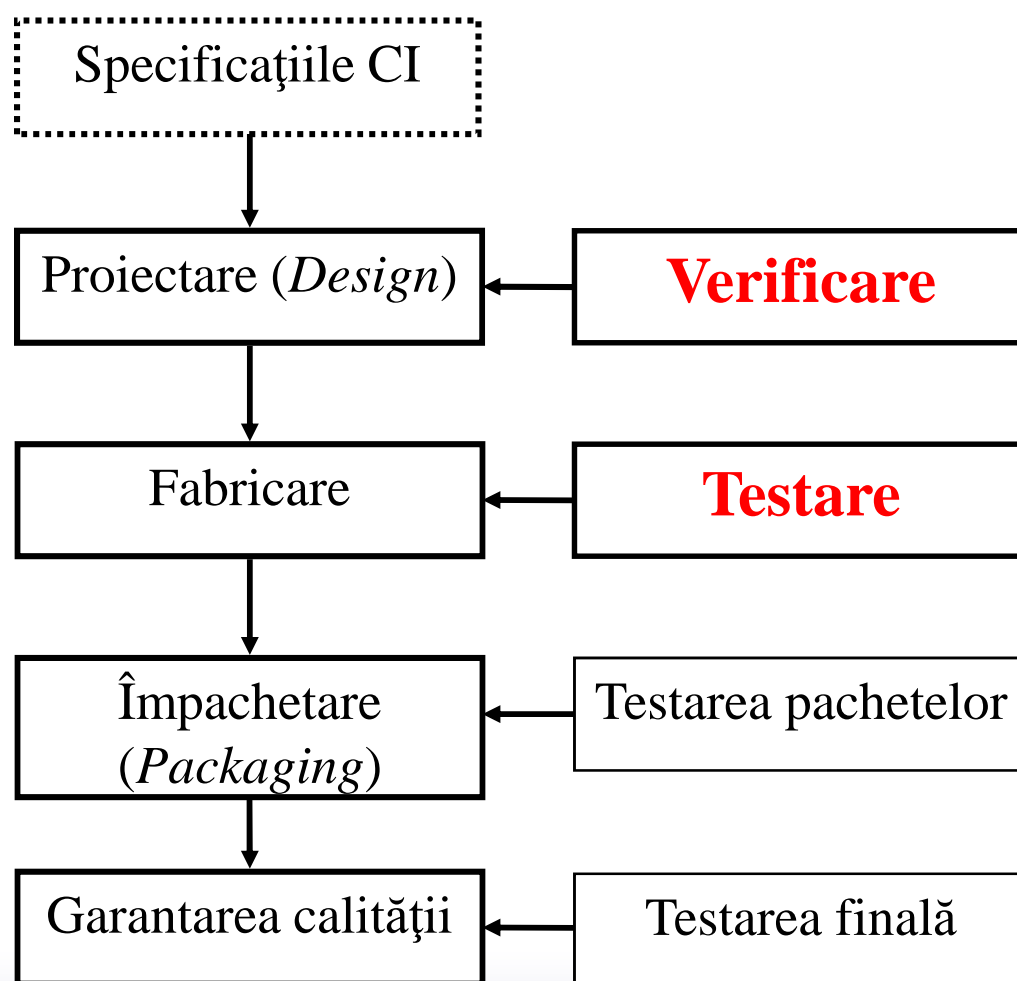 Specificaţiile CI
Proiectare (Design)
Verificare
Fabricare
Testare
Împachetare
(Packaging)
Testarea pachetelor
Garantarea calităţii
Testarea finală